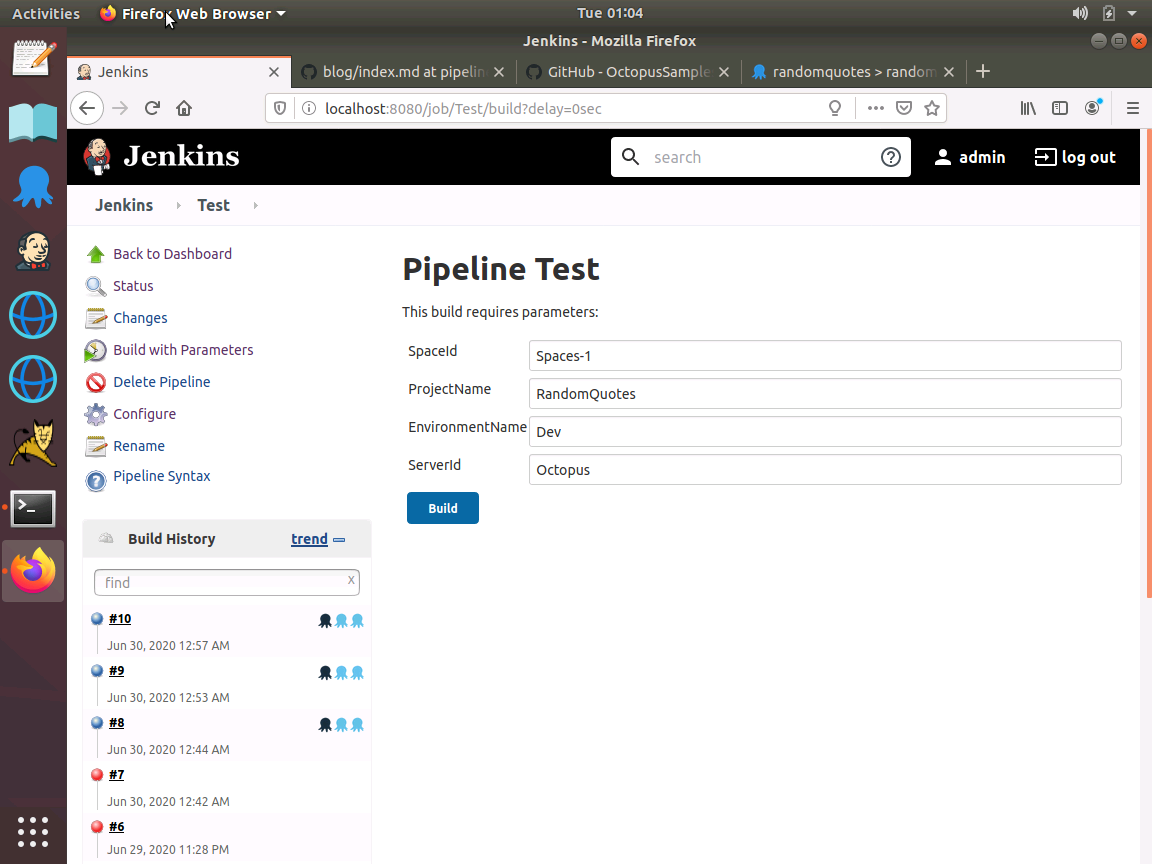 Activities Firefox Web Browser Tue 01:04
Jenkins - Mozilla Firefox
Jenkins blog/index.md at pipelin GitHub - OctopusSample randomquotes > random
localhost:8080/job/Test/build?delay=0sec
Jenkins search admin log out
Jenkins Test
Back to Dashboard
Status
Changes
Build with Parameters
Delete Pipeline
Configure
Rename
Pipeline Syntax
Pipeline Test
This build requires parameters:
SpaceId Spaces-1
ProjectName RandomQuotes
EnvironmentName Dev
ServerId Octopus
Build
Build History trend
find x
#10
Jun 30, 2020 12:57 AM
#9
Jun 30, 2020 12:53 AM
#8
Jun 30, 2020 12:44 AM
#7
Jun 30, 2020 12:42 AM
#6
Jun 29, 2020 11:28 PM